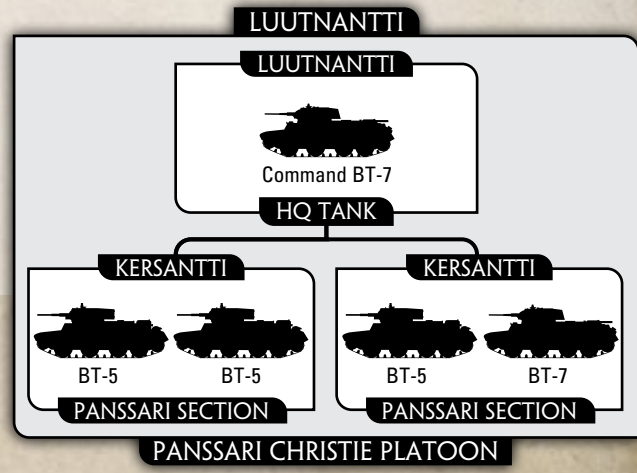 LUUTNANTTI
LUUTNANTTI
Command BT-7
HQ TANK
KERSANTTI KERSANTTI
BT-5 BT-5 BT-5 BT-7
PANSSARI SECTION PANSSARI SECTION
PANSSARI CHRISTIE PLATOON